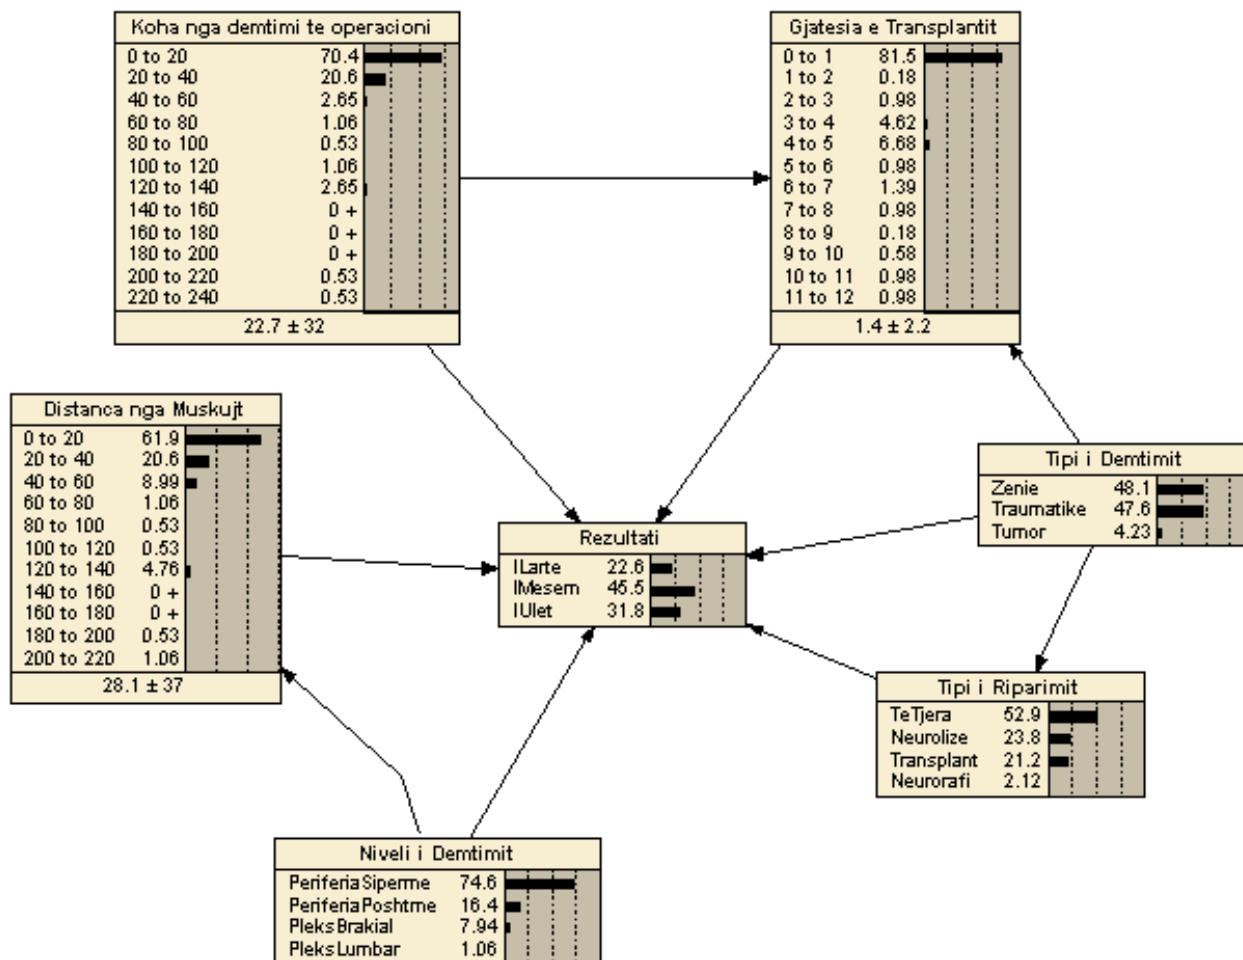 Koha nga demtimi te operacioni
0 to 20 70.4
20 to 40 20.6
40 to 60 2.65
60 to 80 1.06
80 to 100 0.53
100 to 120 1.06
120 to 140 2.65
140 to 160 0 +
160 to 180 0 +
180 to 200 0 +
200 to 220 0.53
220 to 240 0.53
22.7 ± 32
Gjatesia e Transplantit
0 to 1 81.5
1 to 2 0.18
2 to 3 0.98
3 to 4 4.62
4 to 5 6.68
5 to 6 0.98
6 to 7 1.39
7 to 8 0.98
8 to 9 0.18
9 to 10 0.58
10 to 11 0.98
11 to 12 0.98
1.4 ± 2.2
Distanca nga Muskujt
0 to 20 61.9
20 to 40 20.6
40 to 60 8.99
60 to 80 1.06
80 to 100 0.53
100 to 120 0.53
120 to 140 4.76
140 to 160 0 +
160 to 180 0 +
180 to 200 0.53
200 to 220 1.06
28.1 ± 37
Tipi i Demtimit
Zenie 48.1
Traumatike 47.6
Tumor 4.23
Rezultati
ILarte 22.6
IMesem 45.5
IUlet 31.8
Tipi i Riparimit
TeTjera 52.9
Neurolize 23.8
Transplant 21.2
Neurorafi 2.12
Niveli i Demtimit
PeriferiaSiperme 74.6
PeriferiaPoshtme 16.4
PleksBrakial 7.94
PleksLumbar 1.06